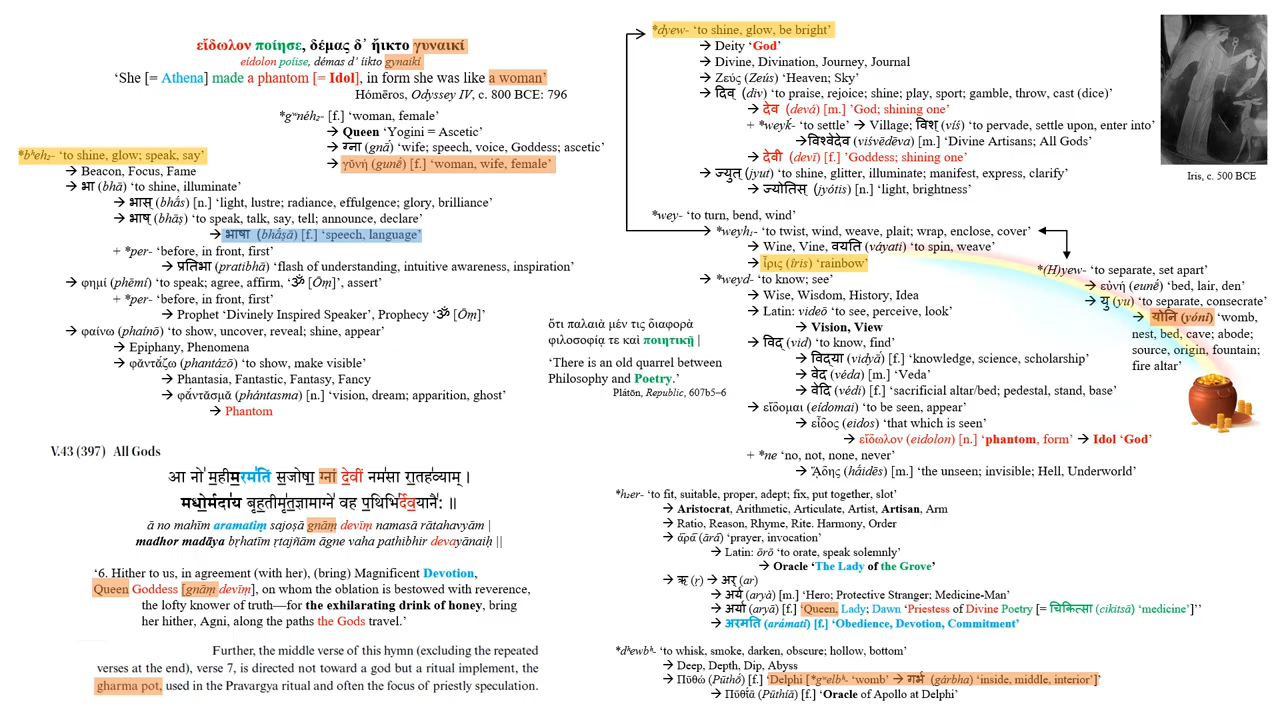 εἴδωλον ποίησε, δέμας δ᾽ ἤικτο γυναικί
eídolon poíise, démas d’ íikto gynaikí
‘She [= Athena] made a phantom [= Idol], in form she was like a woman’
Hómēros, Odyssey IV, c. 800 BCE: 796
*gʷnéh₂- [f.] ‘woman, female’
→ Queen ‘Yogini = Ascetic’
→ ग्ना (gnā) ‘wife; speech, voice, Goddess; ascetic’
→ γῠνή (gunḗ) [f.] ‘woman, wife, female’
*bʰeh₂- ‘to shine, glow; speak, say’
→ Beacon, Focus, Fame
→ भा (bhā) ‘to shine, illuminate’
→ भास् (bhā́s) [n.] ‘light, lustre; radiance, effulgence; glory, brilliance’
→ भाष् (bhāṣ) ‘to speak, talk, say, tell; announce, declare’
→ भाषा (bhā́ṣā) [f.] ‘speech, language’
+ *per- ‘before, in front, first’
→ प्रतिभा (pratibhā) ‘flash of understanding, intuitive awareness, inspiration’
→ φημί (phēmí) ‘to speak; agree, affirm, ‘ॐ [Oṃ]’, assert’
+ *per- ‘before, in front, first’
→ Prophet ‘Divinely Inspired Speaker’, Prophecy ‘ॐ [Oṃ]’
→ φαίνω (phaínō) ‘to show, uncover, reveal; shine, appear’
→ Epiphany, Phenomena
→ φᾰντᾰ́ζω (phantázō) ‘to show, make visible’
→ Phantasia, Fantastic, Fantasy, Fancy
→ φᾰ́ντᾰσμᾰ (phántasma) [n.] ‘vision, dream; apparition, ghost’
→ Phantom
V.43 (397) All Gods
आ नो॑ म॒हीम॒रम॑तिं स॒जोषा॒ ग्नां दे॒वीं नम॑सा रा॒तह॑व्याम् ।
मधो॒र्मदा॑य बृह॒तीमृ॑त॒ज्ञामाग्ने॑ वह प॒थिभि॑र्देव॒यानै॑ः ॥
ā no mahīm aramatiṃ sajoṣā gnāṃ devīṃ namasā rātahavyām |
madhor madāya bṛhatīm ṛtajñām āgne vaha pathibhir devayānaiḥ ||
‘6. Hither to us, in agreement (with her), (bring) Magnificent Devotion,
Queen Goddess [gnāṃ devīṃ], on whom the oblation is bestowed with reverence,
the lofty knower of truth—for the exhilarating drink of honey, bring
her hither, Agni, along the paths the Gods travel.’
Further, the middle verse of this hymn (excluding the repeated
verses at the end), verse 7, is directed not toward a god but a ritual implement, the
gharma pot, used in the Pravargya ritual and often the focus of priestly speculation.
ὅτι παλαιὰ μέν τις διαφορὰ
φιλοσοφίᾳ τε καὶ ποιητικῇ |
‘There is an old quarrel between
Philosophy and Poetry.’
Plátōn, Republic, 607b5–6
*dyew- ‘to shine, glow, be bright’
→ Deity ‘God’
→ Divine, Divination, Journey, Journal
→ Ζεύς (Zeús) ‘Heaven; Sky’
→ दिव् (div) ‘to praise, rejoice; shine; play, sport; gamble, throw, cast (dice)’
→ देव (devá) [m.] ’God; shining one’
+ *weyḱ- ‘to settle’ → Village; विश् (víś) ‘to pervade, settle upon, enter into’
→विश्वेदेव (viśvēdēva) [m.] ‘Divine Artisans; All Gods’
→ देवी (devī) [f.] ’Goddess; shining one’
→ ज्युत् (jyut) ‘to shine, glitter, illuminate; manifest, express, clarify’
→ ज्योतिस् (jyótis) [n.] ‘light, brightness’
*wey- ‘to turn, bend, wind’
→ *weyh₁- ‘to twist, wind, weave, plait; wrap, enclose, cover’
→ Wine, Vine, वयति (váyati) ‘to spin, weave’
→ ἶρις (îris) ‘rainbow’
→ *weyd- ‘to know; see’
→ Wise, Wisdom, History, Idea
→ Latin: videō ‘to see, perceive, look’
→ Vision, View
→ विद् (vid) ‘to know, find’
→ विद्या (vidyā́) [f.] ‘knowledge, science, scholarship’
→ वेद (véda) [m.] ‘Veda’
→ वेदि (védi) [f.] ‘sacrificial altar/bed; pedestal, stand, base’
→ εἴδομαι (eídomai) ‘to be seen, appear’
→ εἶδος (eidos) ‘that which is seen’
→ εἴδωλον (eidolon) [n.] ‘phantom, form’ → Idol ‘God’
+ *ne ‘no, not, none, never’
→ ᾍδης (hā́idēs) [m.] ‘the unseen; invisible; Hell, Underworld’
*h₂er- ‘to fit, suitable, proper, adept; fix, put together, slot’
→ Aristocrat, Arithmetic, Articulate, Artist, Artisan, Arm
→ Ratio, Reason, Rhyme, Rite. Harmony, Order
→ ᾱ̓ρᾱ́ (ārā́) ‘prayer, invocation’
→ Latin: ōrō ‘to orate, speak solemnly’
→ Oracle ‘The Lady of the Grove’
→ ऋ (ṛ) → अर् (ar)
→ अर्य (aryà) [m.] ‘Hero; Protective Stranger; Medicine-Man’
→ अर्या (aryā) [f.] ‘Queen, Lady; Dawn ‘Priestess of Divine Poetry [= चिकित्सा (cikitsā) ‘medicine’]’’
→ अरमति (arámati) [f.] ‘Obedience, Devotion, Commitment’
*dʰewbʰ- ‘to whisk, smoke, darken, obscure; hollow, bottom’
→ Deep, Depth, Dip, Abyss
→ Πῡθώ (Pūthṓ) [f.] ‘Delphi [*gʷelbʰ- ‘womb’ → गर्भ (gárbha) ‘inside, middle, interior’]’
→ Πῡθίᾱ (Pūthíā) [f.] ‘Oracle of Apollo at Delphi’
Iris, c. 500 BCE
*(H)yew- ‘to separate, set apart’
→ εὐνή (eunḗ) ‘bed, lair, den’
→ यु (yu) ‘to separate, consecrate’
→ योनि (yóni) ‘womb,
nest, bed, cave; abode;
source, origin, fountain;
fire altar’